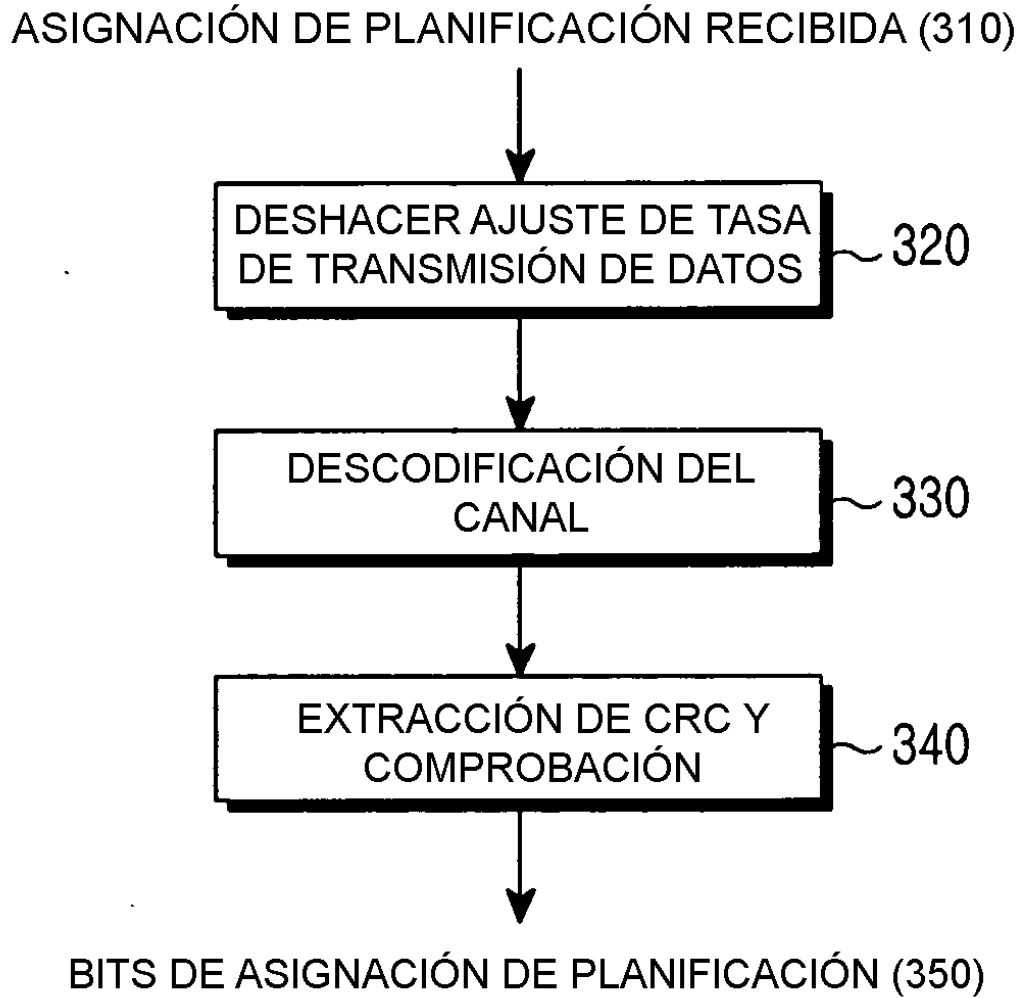 ASIGNACIÓN DE PLANIFICACIÓN RECIBIDA (310)
DESHACER AJUSTE DE TASA
DE TRANSMISIÓN DE DATOS
320
DESCODIFICACIÓN DEL
CANAL
330
EXTRACCIÓN DE CRC Y
COMPROBACIÓN
340
BITS DE ASIGNACIÓN DE PLANIFICACIÓN (350)